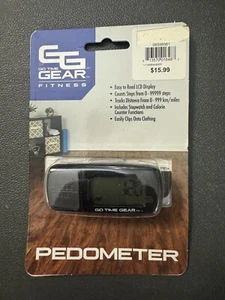 GO TIME
GEAR
FITNESS
$15.99
• Easy to Read LCD Display
• Counts Steps from 0 - 99999 steps
• Tracks Distance from 0 - 999 km/miles
• Includes Stopwatch and Calorie
Counter Functions
• Easily Clips Onto Clothing
GO TIME GEAR
PEDOMETER